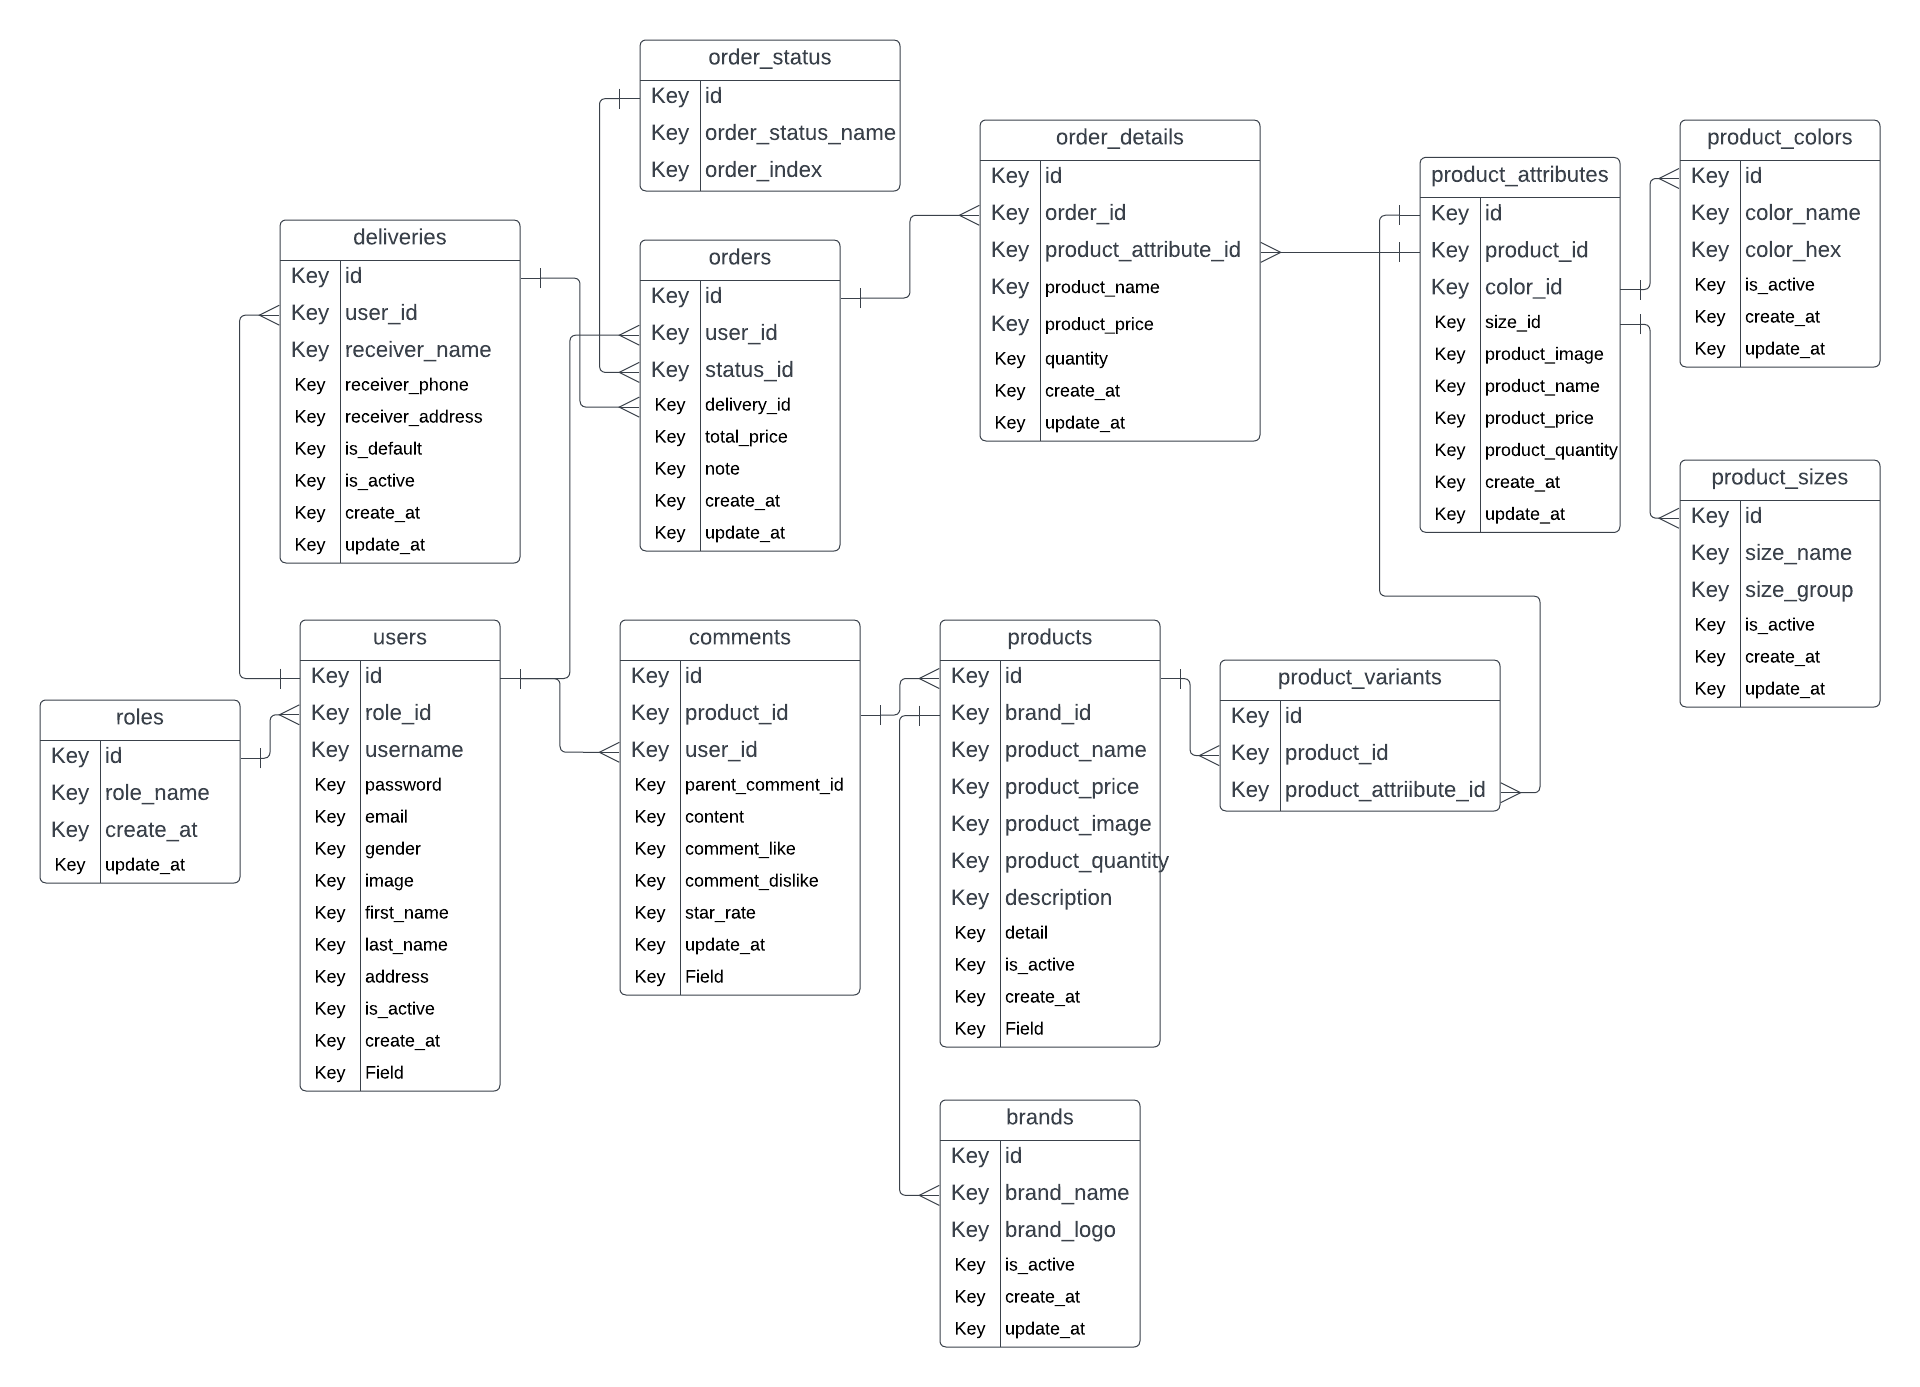 order_status
Key id
Key order_status_name
Key order_index
order_details
Key id
Key order_id
Key product_attribute_id
Key product_name
Key product_price
Key quantity
Key create_at
Key update_at
product_attributes
Key id
Key product_id
Key color_id
Key size_id
Key product_image
Key product_name
Key product_price
Key product_quantity
Key create_at
Key update_at
product_colors
Key id
Key color_name
Key color_hex
Key is_active
Key create_at
Key update_at
deliveries
Key id
Key user_id
Key receiver_name
Key receiver_phone
Key receiver_address
Key is_default
Key is_active
Key create_at
Key update_at
orders
Key id
Key user_id
Key status_id
Key delivery_id
Key total_price
Key note
Key create_at
Key update_at
product_sizes
Key id
Key size_name
Key size_group
Key is_active
Key create_at
Key update_at
roles
Key id
Key role_name
Key create_at
Key update_at
users
Key id
Key role_id
Key username
Key password
Key email
Key gender
Key image
Key first_name
Key last_name
Key address
Key is_active
Key create_at
Key Field
comments
Key id
Key product_id
Key user_id
Key parent_comment_id
Key content
Key comment_like
Key comment_dislike
Key star_rate
Key update_at
Key Field
products
Key id
Key brand_id
Key product_name
Key product_price
Key product_image
Key product_quantity
Key description
Key detail
Key is_active
Key create_at
Key Field
product_variants
Key id
Key product_id
Key product_attriibute_id
brands
Key id
Key brand_name
Key brand_logo
Key is_active
Key create_at
Key update_at